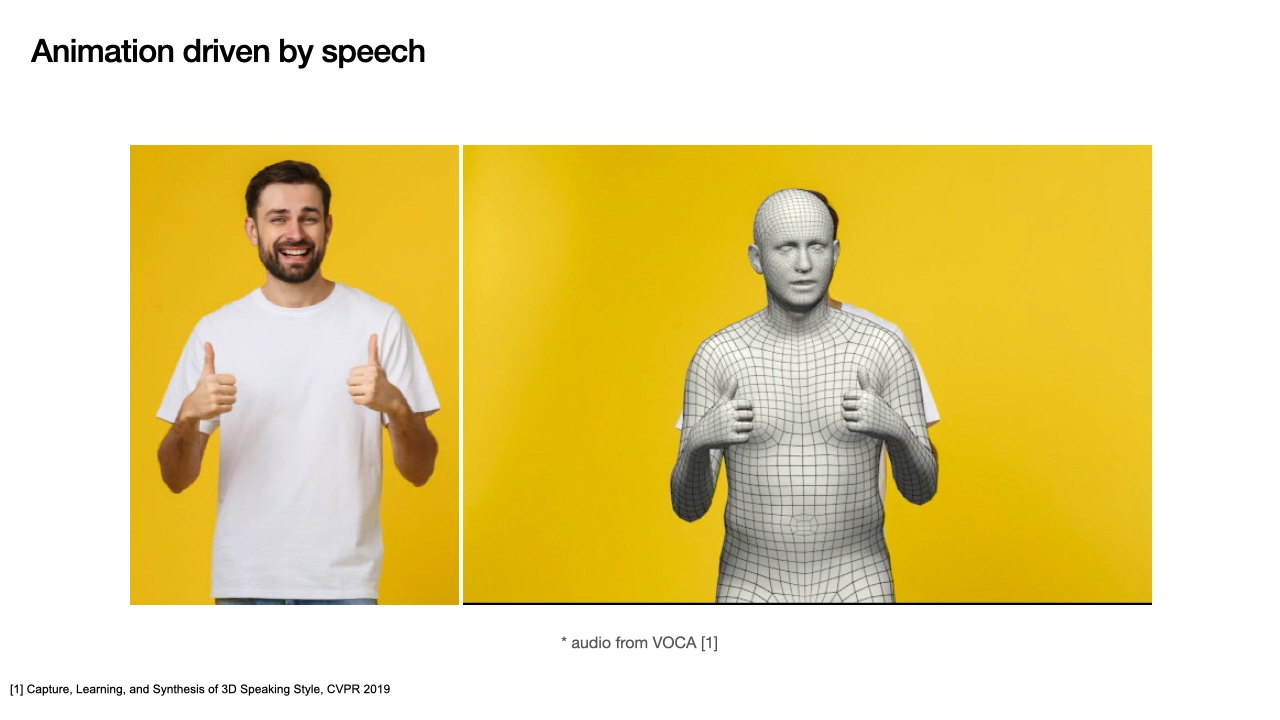 Animation driven by speech
* audio from VOCA [1]
[1] Capture, Learning, and Synthesis of 3D Speaking Style, CVPR 2019